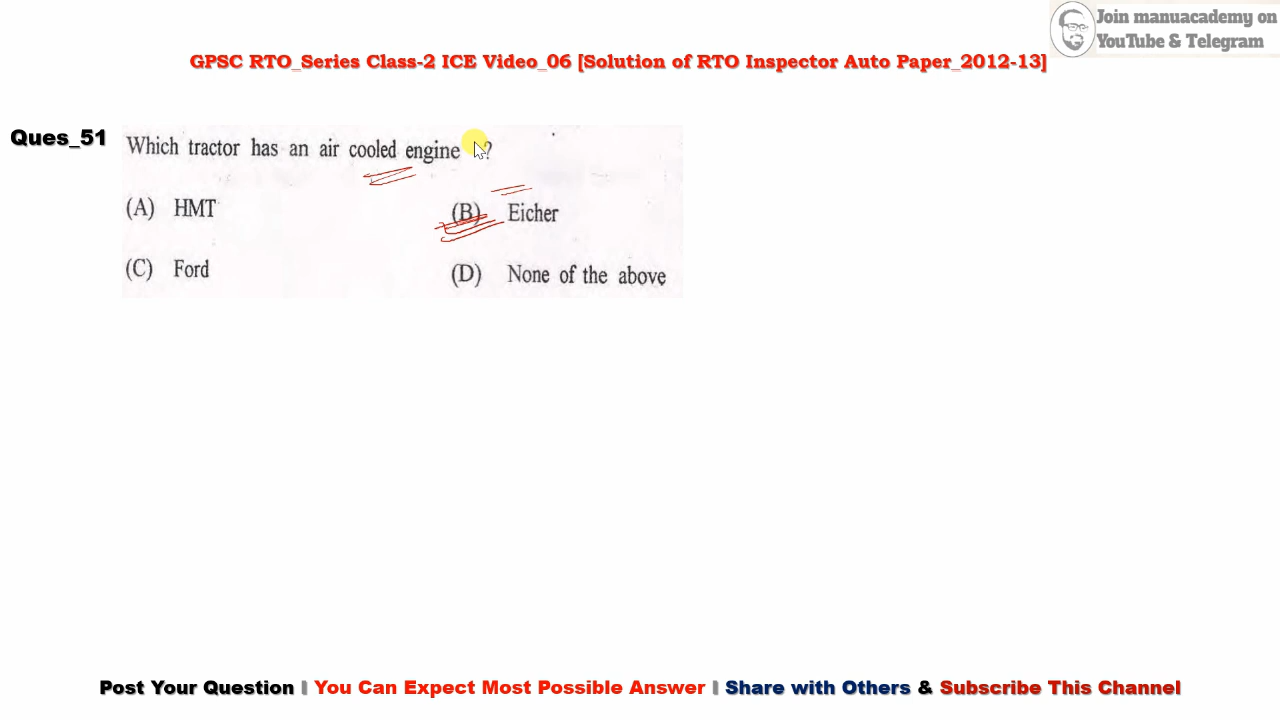 Join manuacademy on
YouTube & Telegram
GPSC RTO_Series Class-2 ICE Video_06 [Solution of RTO Inspector Auto Paper_2012-13]
Ques_51
Which tractor has an air cooled engine ?
(A) HMT
(B) Eicher
(C) Ford
(D) None of the above
Post Your Question | You Can Expect Most Possible Answer | Share with Others & Subscribe This Channel